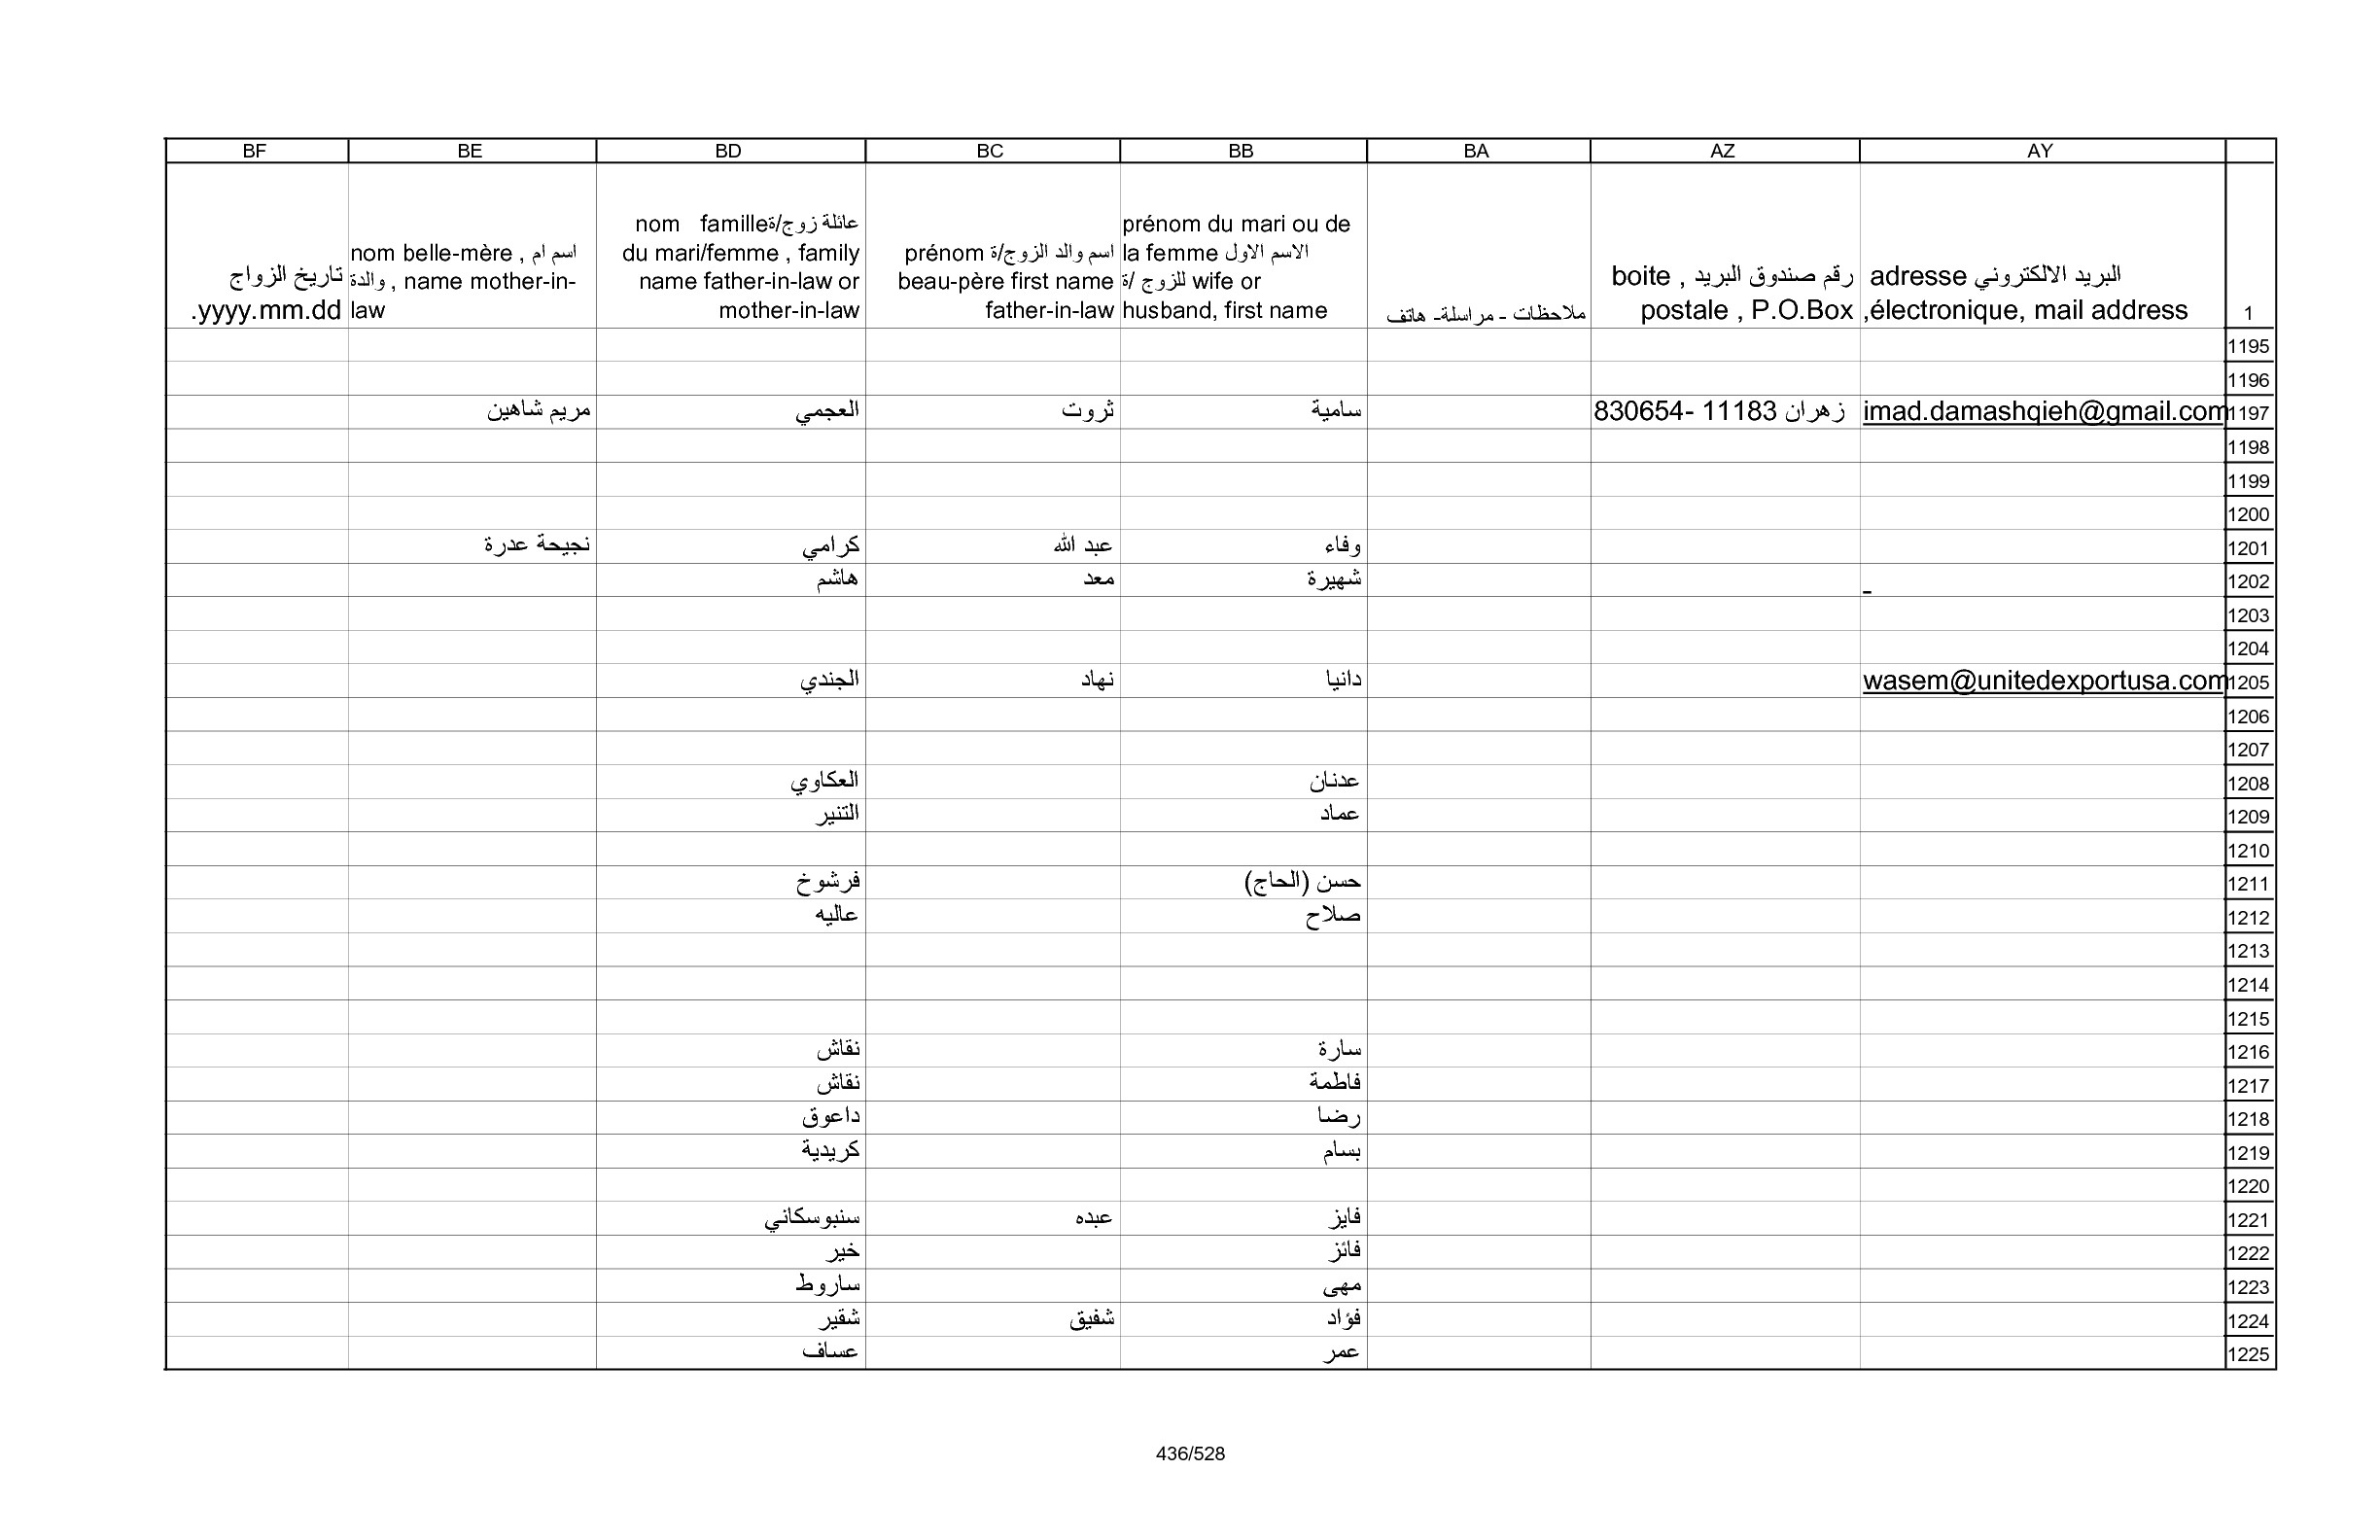 AY AZ BA BB BC BD BE BF
1
البريد الالكتروني adresse
électronique, mail address,
رقم صندوق البريد , boite
postale , P.O.Box
ملاحظات - مراسلة- هاتف
prénom du mari ou de
la femme الاسم الاول
للزوج /ة wife or
husband, first name
اسم والد الزوج/ة prénom
beau-père first name
father-in-law
عائلة زوج/ة nom famille
du mari/femme , family
name father-in-law or
mother-in-law
nom belle-mère , اسم ام
والدة , name mother-in-
law
تاريخ الزواج
yyyy.mm.dd.
1195
1196
1197 imad.damashqieh@gmail.com زهران 11183 -830654 سامية ثروت العجمي مريم شاهين
1198
1199
1200
1201 وفاء عبد الله كرامي نجيحة عدرة
1202 _ شهيرة معد هاشم
1203
1204
1205 wasem@unitedexportusa.com دانيا نهاد الجندي
1206
1207
1208 عدنان العكاوي
1209 عماد التنير
1210
1211 حسن (الحاج) فرشوخ
1212 صلاح عاليه
1213
1214
1215
1216 سارة نقاش
1217 فاطمة نقاش
1218 رضا داعوق
1219 بسام كريدية
1220
1221 فايز عبده سنبوسكاني
1222 فائز خير
1223 مهى ساروط
1224 فؤاد شفيق شقير
1225 عمر عساف
436/528